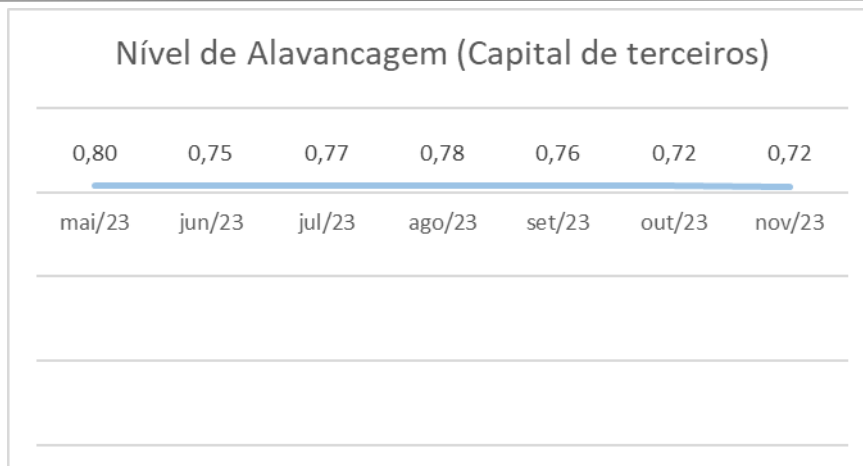 Nível de Alavancagem (Capital de terceiros)
0,80 0,75 0,77 0,78 0,76 0,72 0,72
mai/23 jun/23 jul/23 ago/23 set/23 out/23 nov/23